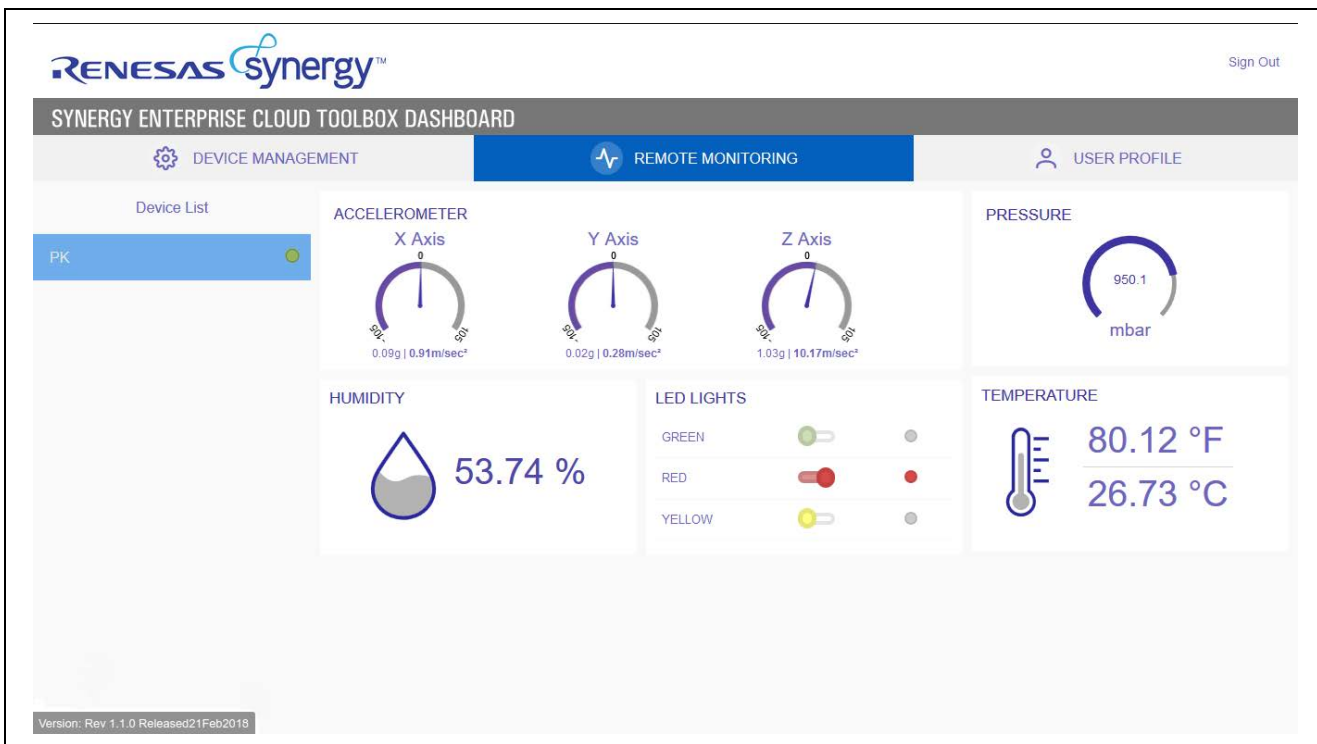 RENESAS synergy™
Sign Out
SYNERGY ENTERPRISE CLOUD TOOLBOX DASHBOARD
DEVICE MANAGEMENT
REMOTE MONITORING
USER PROFILE
Device List
PK
ACCELEROMETER
X Axis
0
-105
105
0.09g | 0.91m/sec²
Y Axis
0
-105
105
0.02g | 0.28m/sec²
Z Axis
0
-105
105
1.03g | 10.17m/sec²
PRESSURE
950.1
mbar
HUMIDITY
53.74 %
LED LIGHTS
GREEN
RED
YELLOW
TEMPERATURE
80.12 °F
26.73 °C
Version: Rev 1.1.0 Released21Feb2018